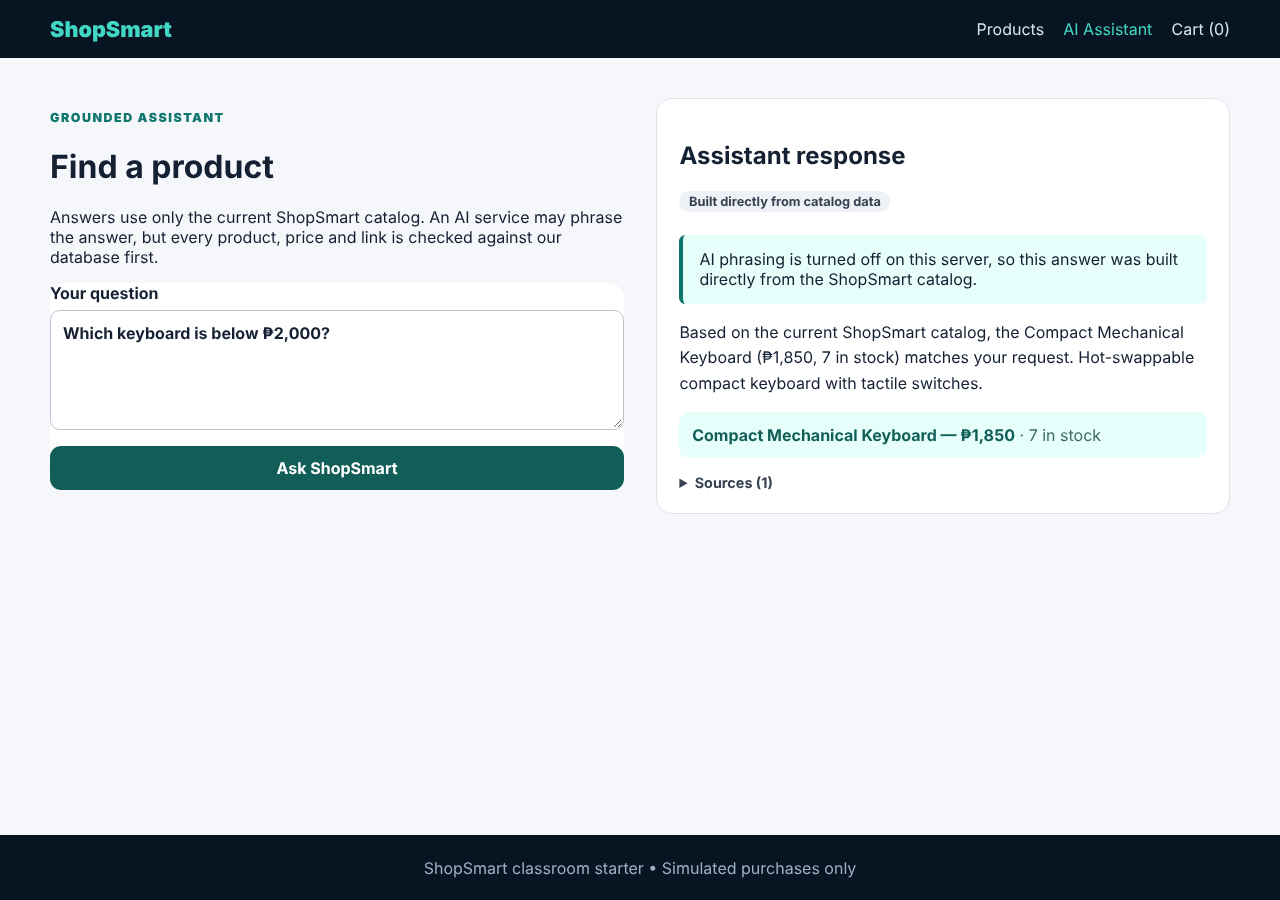 ShopSmart
Products
AI Assistant
Cart (0)
GROUNDED ASSISTANT
Find a product
Answers use only the current ShopSmart catalog. An AI service may phrase
the answer, but every product, price and link is checked against our
database first.
Your question
Which keyboard is below ₱2,000?
Ask ShopSmart
Assistant response
Built directly from catalog data
AI phrasing is turned off on this server, so this answer was built
directly from the ShopSmart catalog.
Based on the current ShopSmart catalog, the Compact Mechanical
Keyboard (₱1,850, 7 in stock) matches your request. Hot-swappable
compact keyboard with tactile switches.
Compact Mechanical Keyboard — ₱1,850 · 7 in stock
Sources (1)
ShopSmart classroom starter • Simulated purchases only